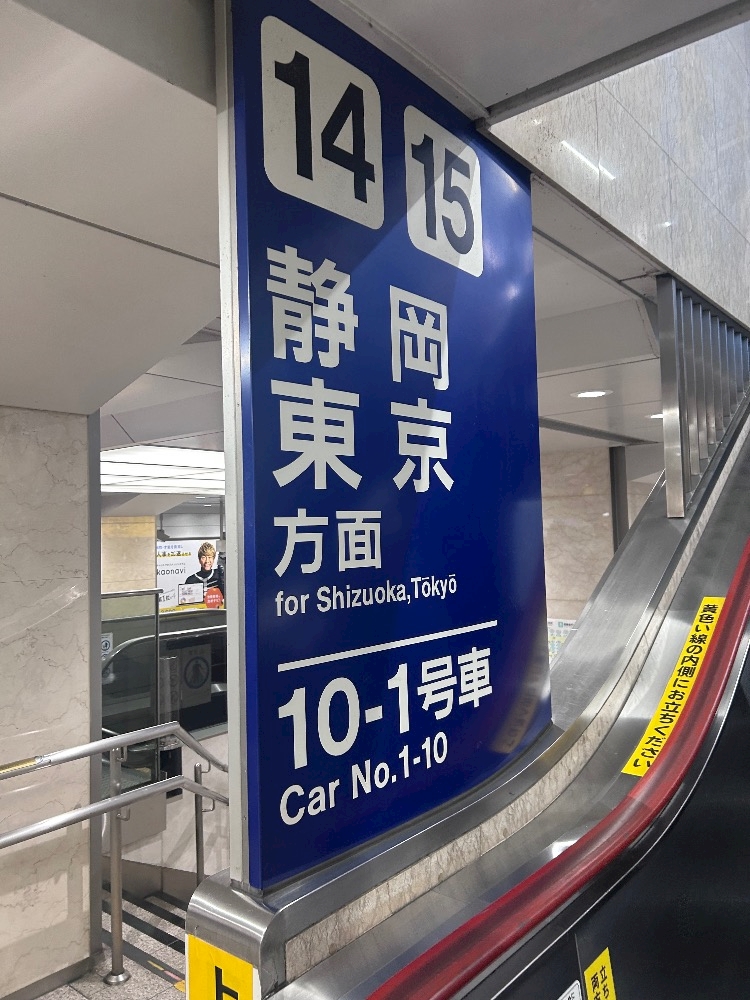 14 15
静岡
東京
方面
for Shizuoka,Tōkyō
10-1号車
Car No.1-10
黄色い線の内側にお立ちください
kaonavi